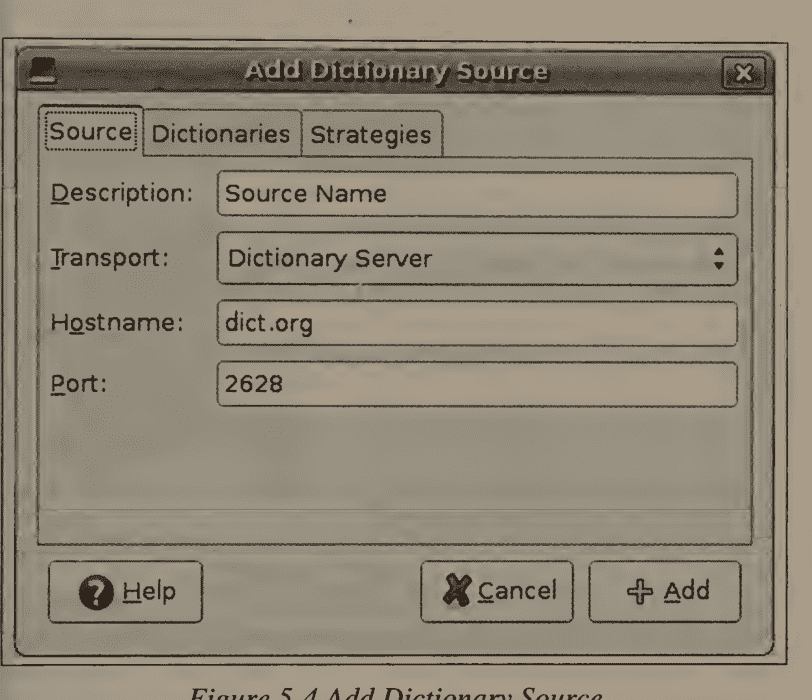 Add Dictionary Source
Source Dictionaries Strategies
Description: Source Name
Transport: Dictionary Server
Hostname: dict.org
Port: 2628
Help Cancel Add
Figure 5.4 Add Dictionary Source